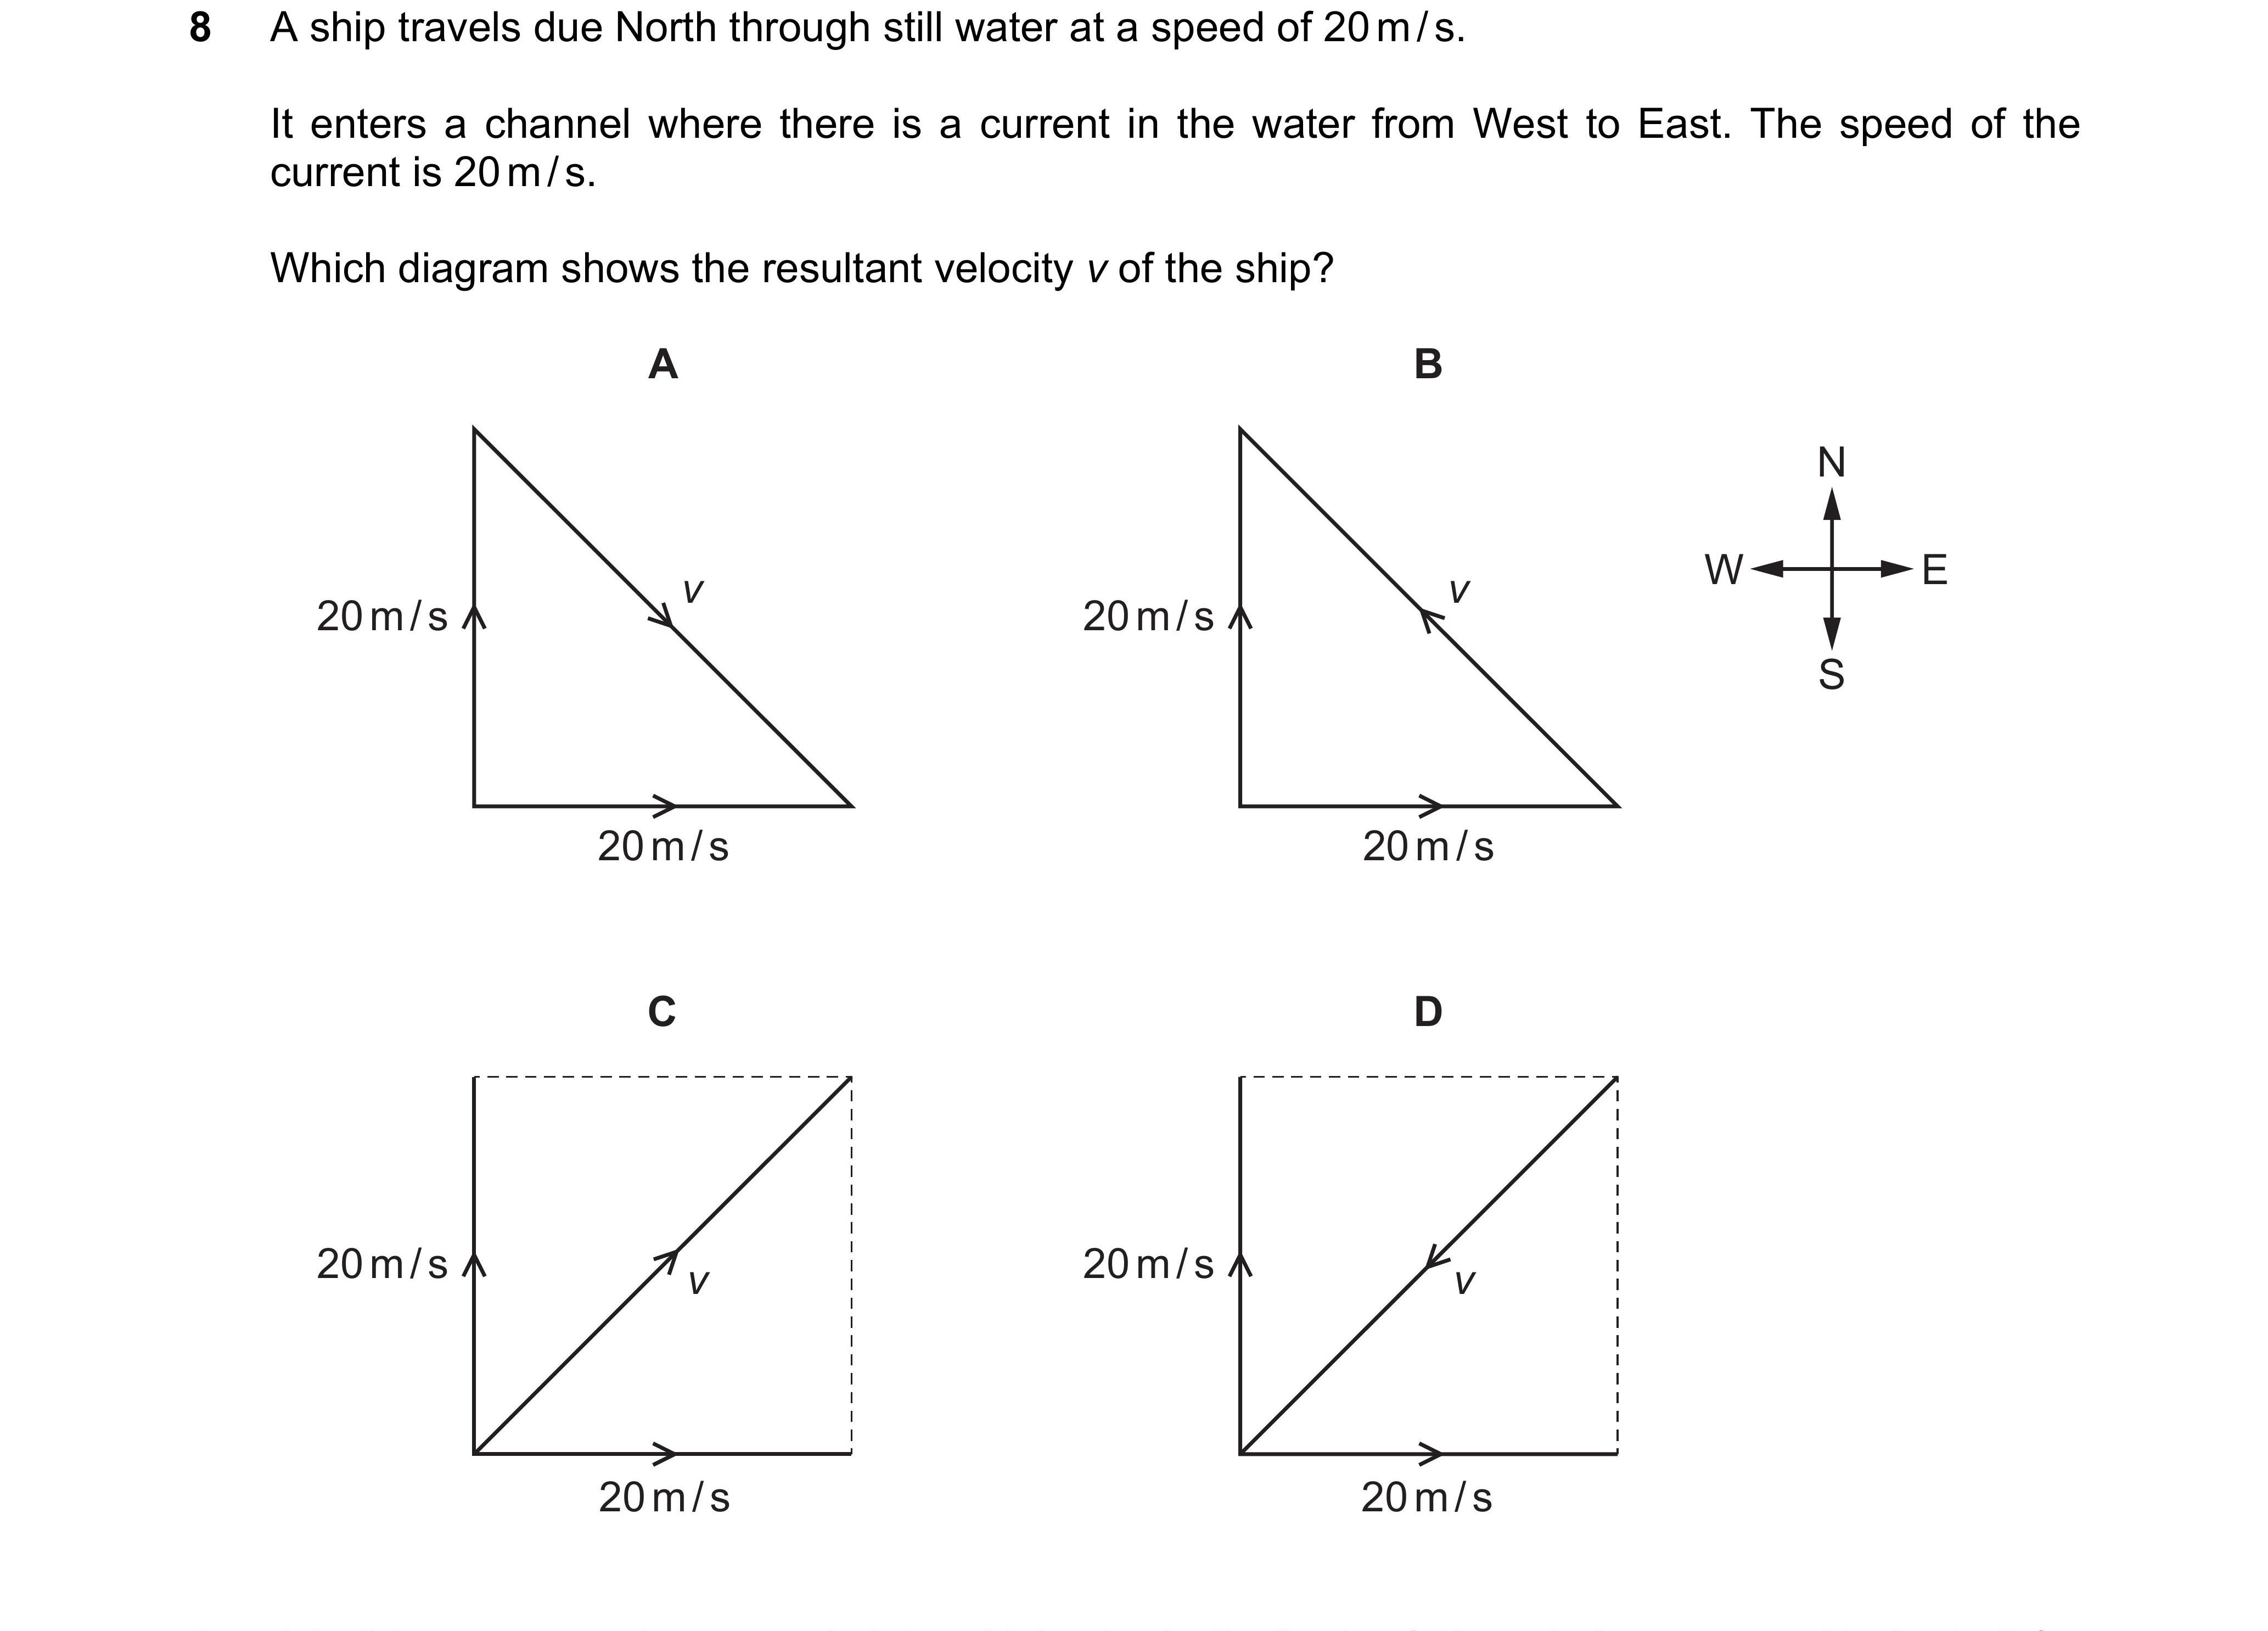 8 A ship travels due North through still water at a speed of 20 m / s.
It enters a channel where there is a current in the water from West to East. The speed of the
current is 20 m / s.
Which diagram shows the resultant velocity v of the ship?
A B
N
W E
S
v v
20 m / s 20 m / s
20 m / s 20 m / s
C D
20 m / s 20 m / s
v v
20 m / s 20 m / s